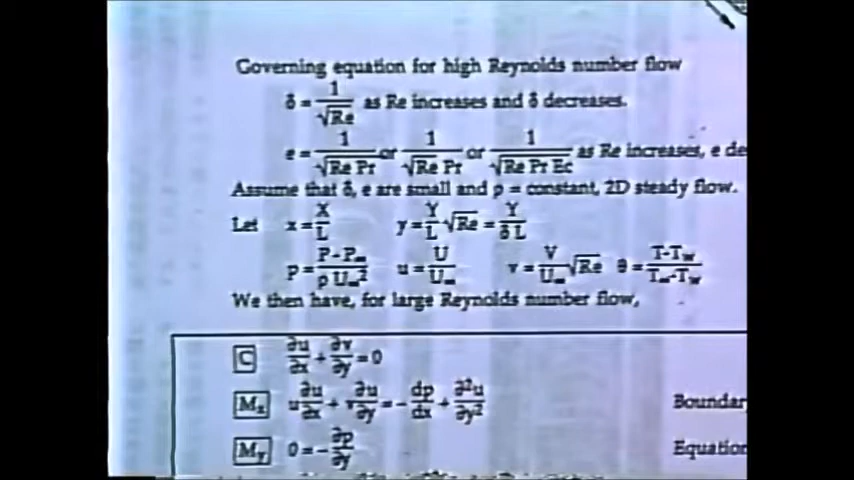 Governing equation for high Reynolds number flow
δ = 1/√Re as Re increases and δ decreases.
e = 1/√Re Pr or 1/√Re Pr or 1/√Re Pr Ec as Re increases, e de
Assume that δ, e are small and ρ = constant, 2D steady flow.
Let x = X/L y = Y/L √Re = Y/δ L
p = P - P∞/ρ U∞² u = U/U∞ v = V/U∞ √Re θ = T-Tw/T∞-Tw
We then have, for large Reynolds number flow,
C ∂u/∂x + ∂v/∂y = 0
Mx u ∂u/∂x + v ∂u/∂y = - dp/dx + ∂²u/∂y² Boundar
My 0 = - ∂p/∂y Equation